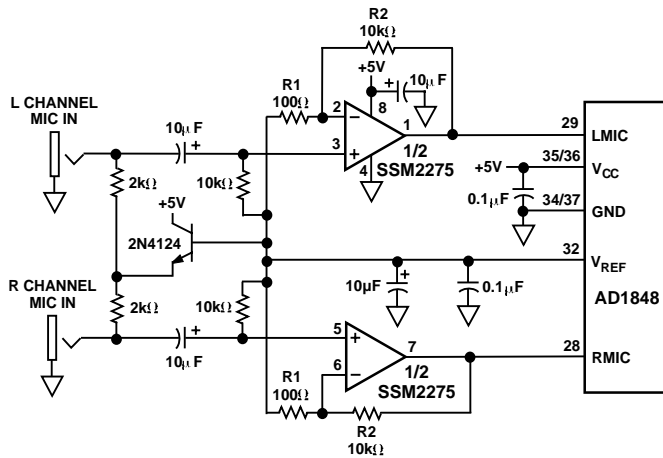 R2
10kΩ
+5V
10μF
R1
100Ω
L CHANNEL
MIC IN
2
8
1
29
LMIC
10μF
3
1/2
SSM2275
4
+5V
35/36
VCC
2kΩ
10kΩ
0.1μF
34/37
GND
+5V
2N4124
32
VREF
R CHANNEL
MIC IN
2kΩ
10kΩ
10µF
0.1μF
AD1848
10μF
5
7
28
RMIC
6
1/2
SSM2275
R1
100Ω
R2
10kΩ